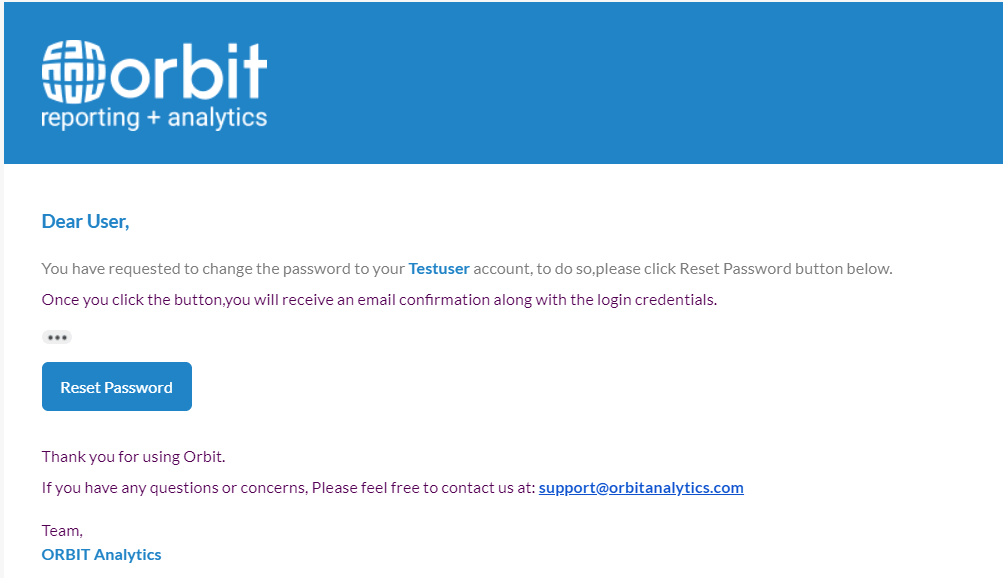 orbit
reporting + analytics
Dear User,
You have requested to change the password to your Testuser account, to do so,please click Reset Password button below.
Once you click the button,you will receive an email confirmation along with the login credentials.
•••
Reset Password
Thank you for using Orbit.
If you have any questions or concerns, Please feel free to contact us at: support@orbitanalytics.com
Team,
ORBIT Analytics